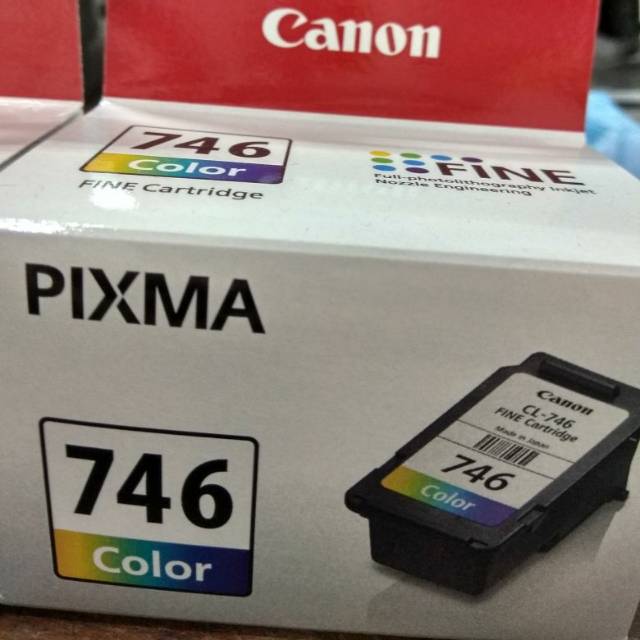 Canon
746
Color
FINE Cartridge
FINE
Full-photolithography Inkjet
Nozzle Engineering
PIXMA
746
Color
Canon
CL-746
FINE Cartridge
Made in Japan
746
Color